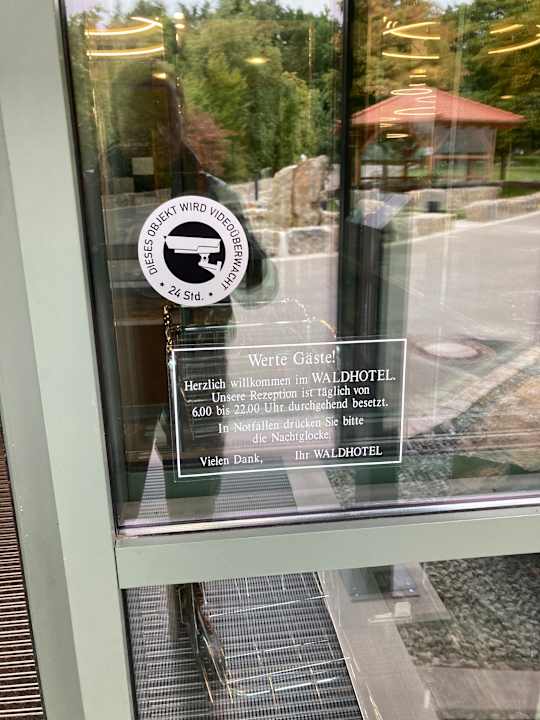 DIESES OBJEKT WIRD VIDEOÜBERWACHT
* 24 Std. *
Werte Gäste!
Herzlich willkommen im WALDHOTEL.
Unsere Rezeption ist täglich von
6.00 bis 22.00 Uhr durchgehend besetzt.
In Notfällen drücken Sie bitte
die Nachtglocke.
Vielen Dank, Ihr WALDHOTEL